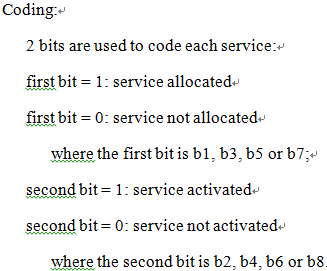 Coding:
2 bits are used to code each service:
first bit = 1: service allocated
first bit = 0: service not allocated
where the first bit is b1, b3, b5 or b7;
second bit = 1: service activated
second bit = 0: service not activated
where the second bit is b2, b4, b6 or b8.